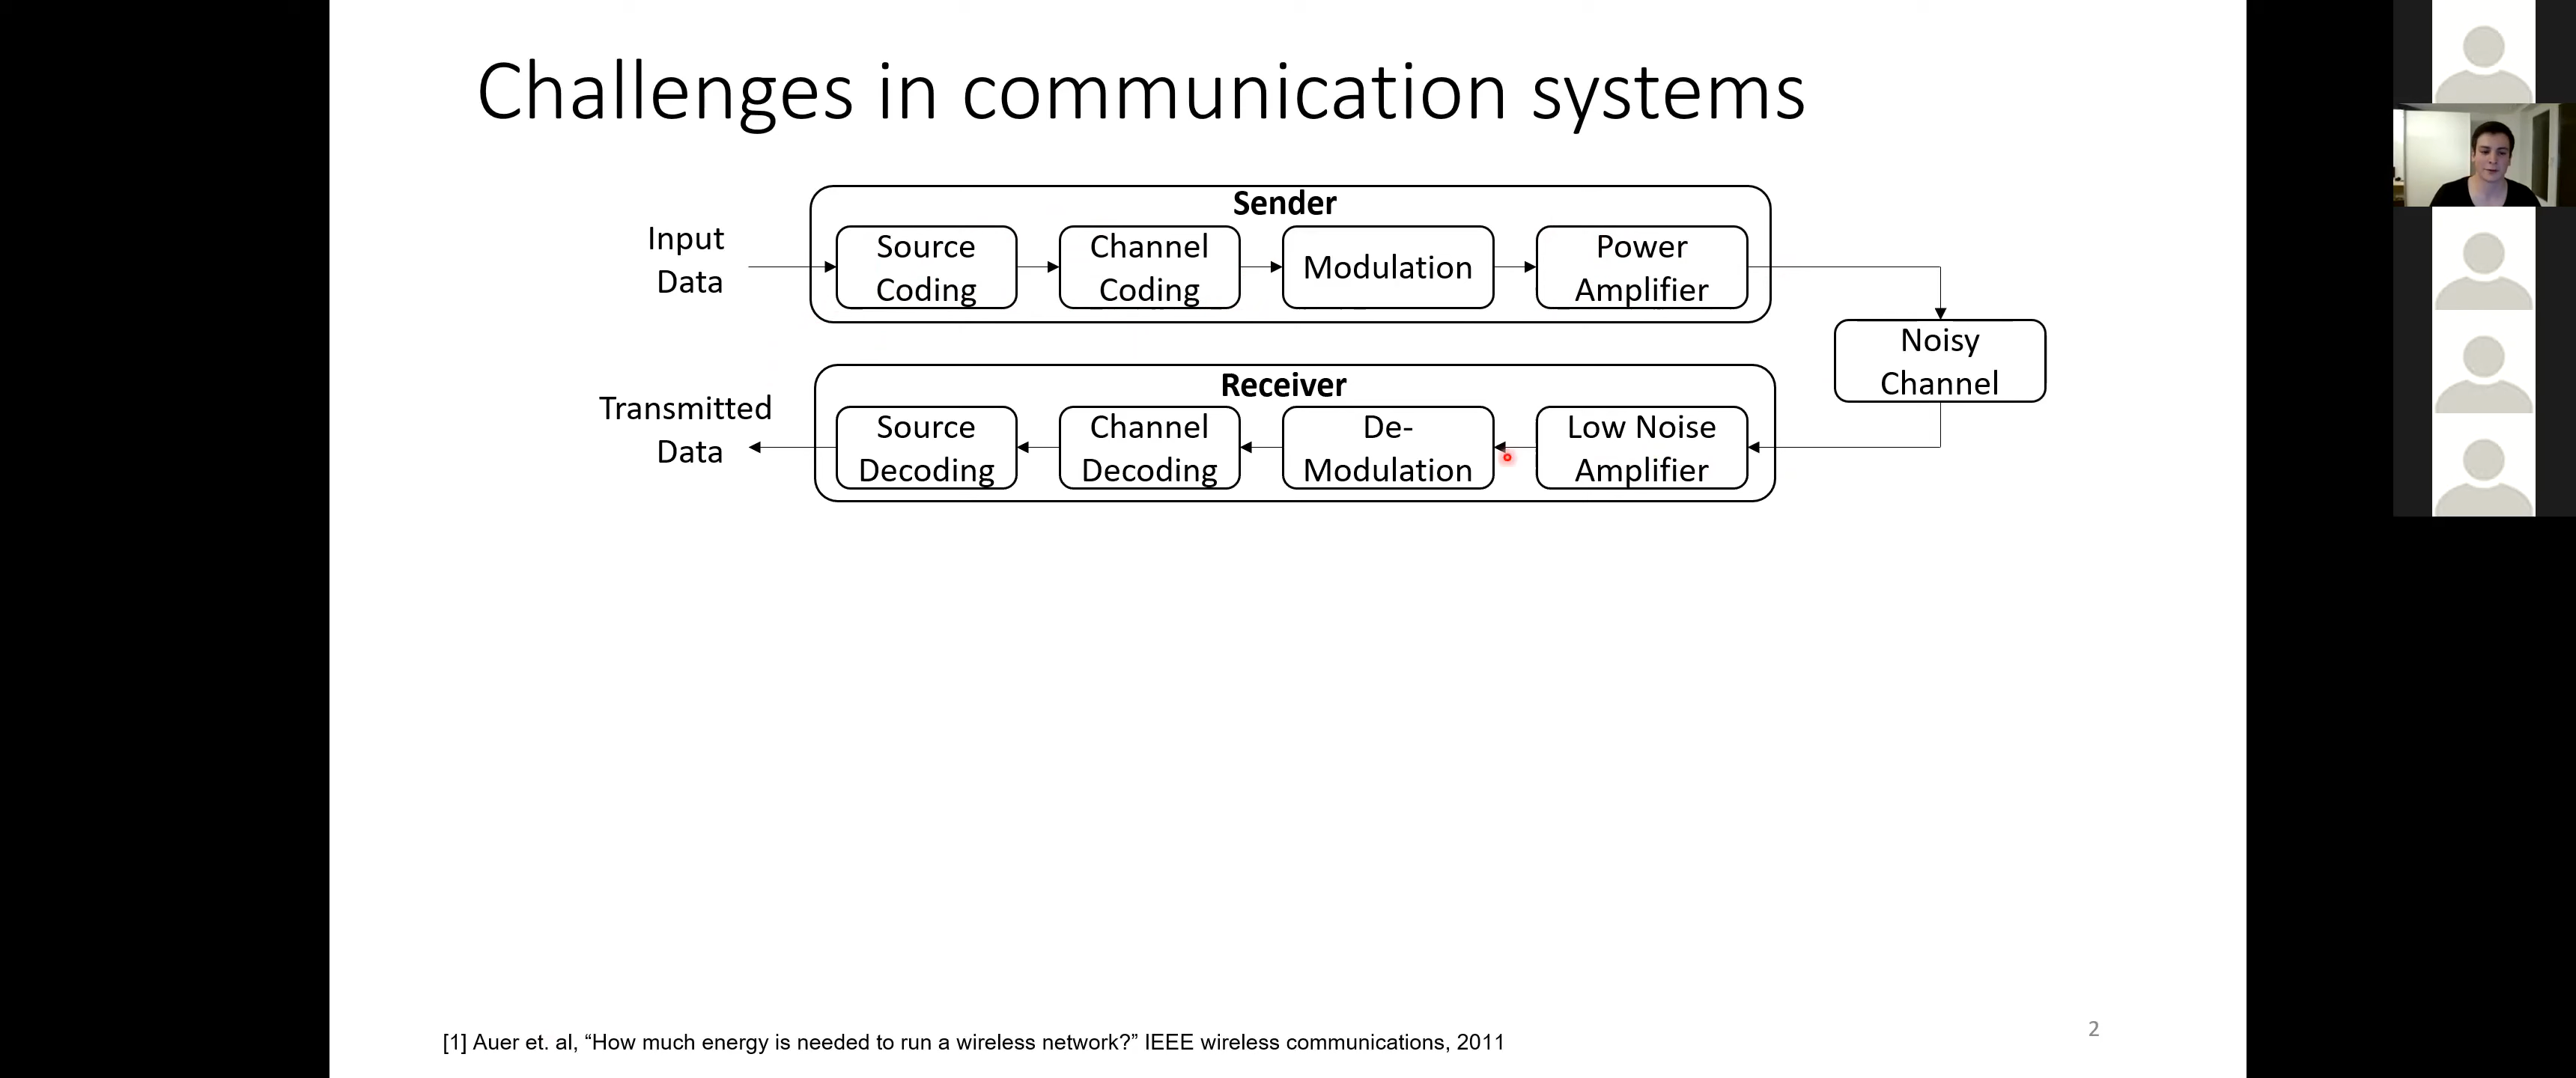 Challenges in communication systems
Sender
Input
Data
Source
Coding
Channel
Coding
Modulation
Power
Amplifier
Noisy
Channel
Receiver
Transmitted
Data
Source
Decoding
Channel
Decoding
De-
Modulation
Low Noise
Amplifier
[1] Auer et. al, “How much energy is needed to run a wireless network?” IEEE wireless communications, 2011
2